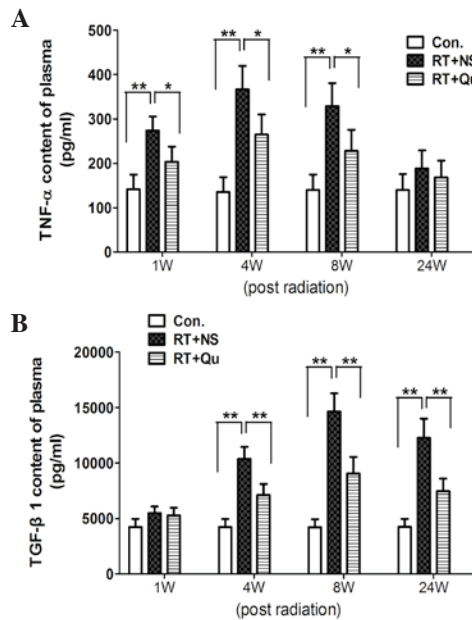 A
TNF-α content of plasma
(pg/ml)
500
400
300
200
100
0
** *
** *
** *
Con.
RT+NS
RT+Qu
1W 4W 8W 24W
(post radiation)
B
Con.
RT+NS
RT+Qu
TGF-β 1 content of plasma
(pg/ml)
20000
15000
10000
5000
0
** **
** **
** **
1W 4W 8W 24W
(post radiation)